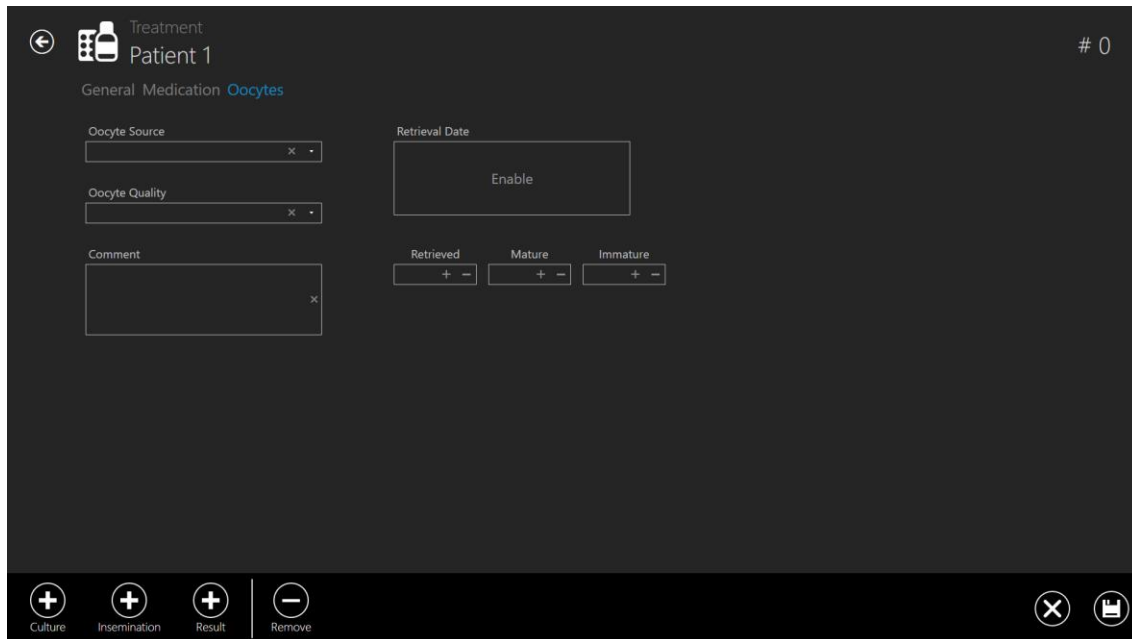 Treatment
Patient 1
# 0
General Medication Oocytes
Oocyte Source
Retrieval Date
Enable
Oocyte Quality
Comment
Retrieved Mature Immature
Culture Insemination Result Remove